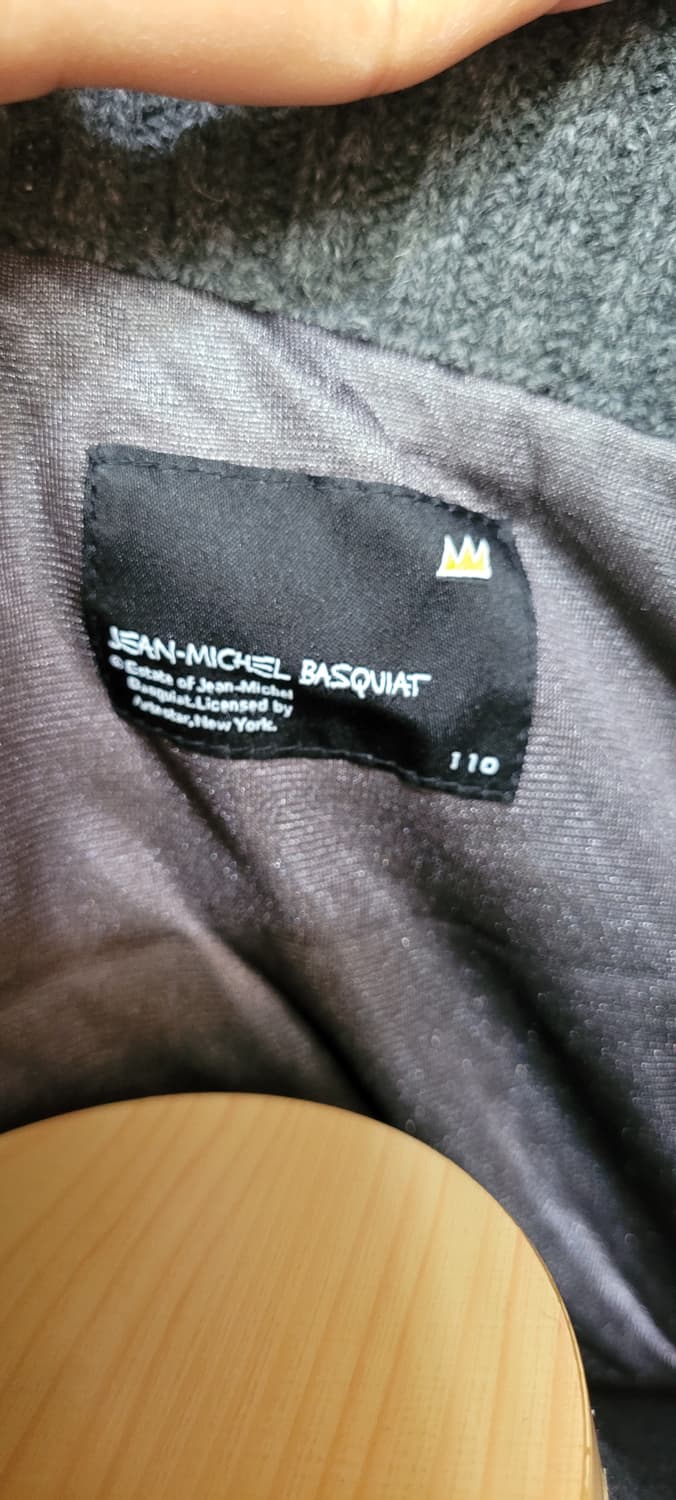 JEAN-MICHEL BASQUIAT
©Estate of Jean-Michel
Basquiat.Licensed by
Artestar,New York.
110